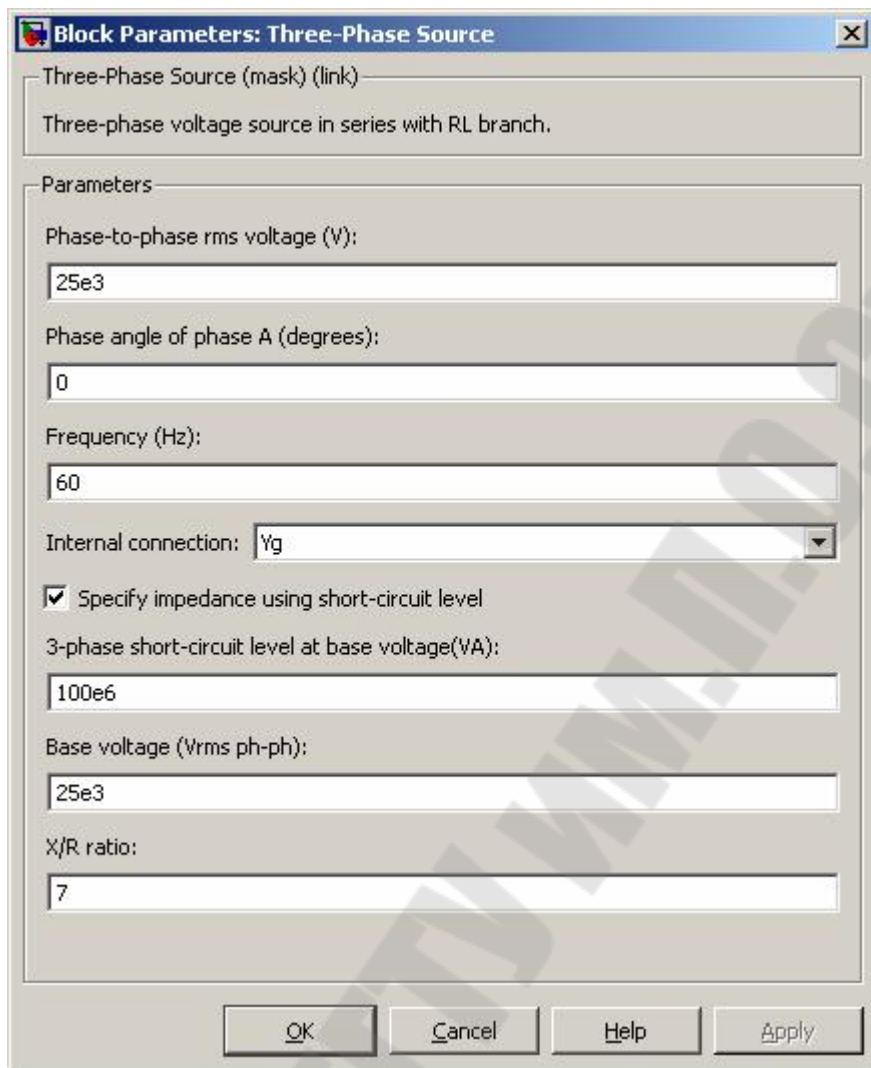 Block Parameters: Three-Phase Source
Three-Phase Source (mask) (link)
Three-phase voltage source in series with RL branch.
Parameters
Phase-to-phase rms voltage (V):
25e3
Phase angle of phase A (degrees):
0
Frequency (Hz):
60
Internal connection: Yg
Specify impedance using short-circuit level
3-phase short-circuit level at base voltage(VA):
100e6
Base voltage (Vrms ph-ph):
25e3
X/R ratio:
7
OK Cancel Help Apply
ТУ ИМ.П.О